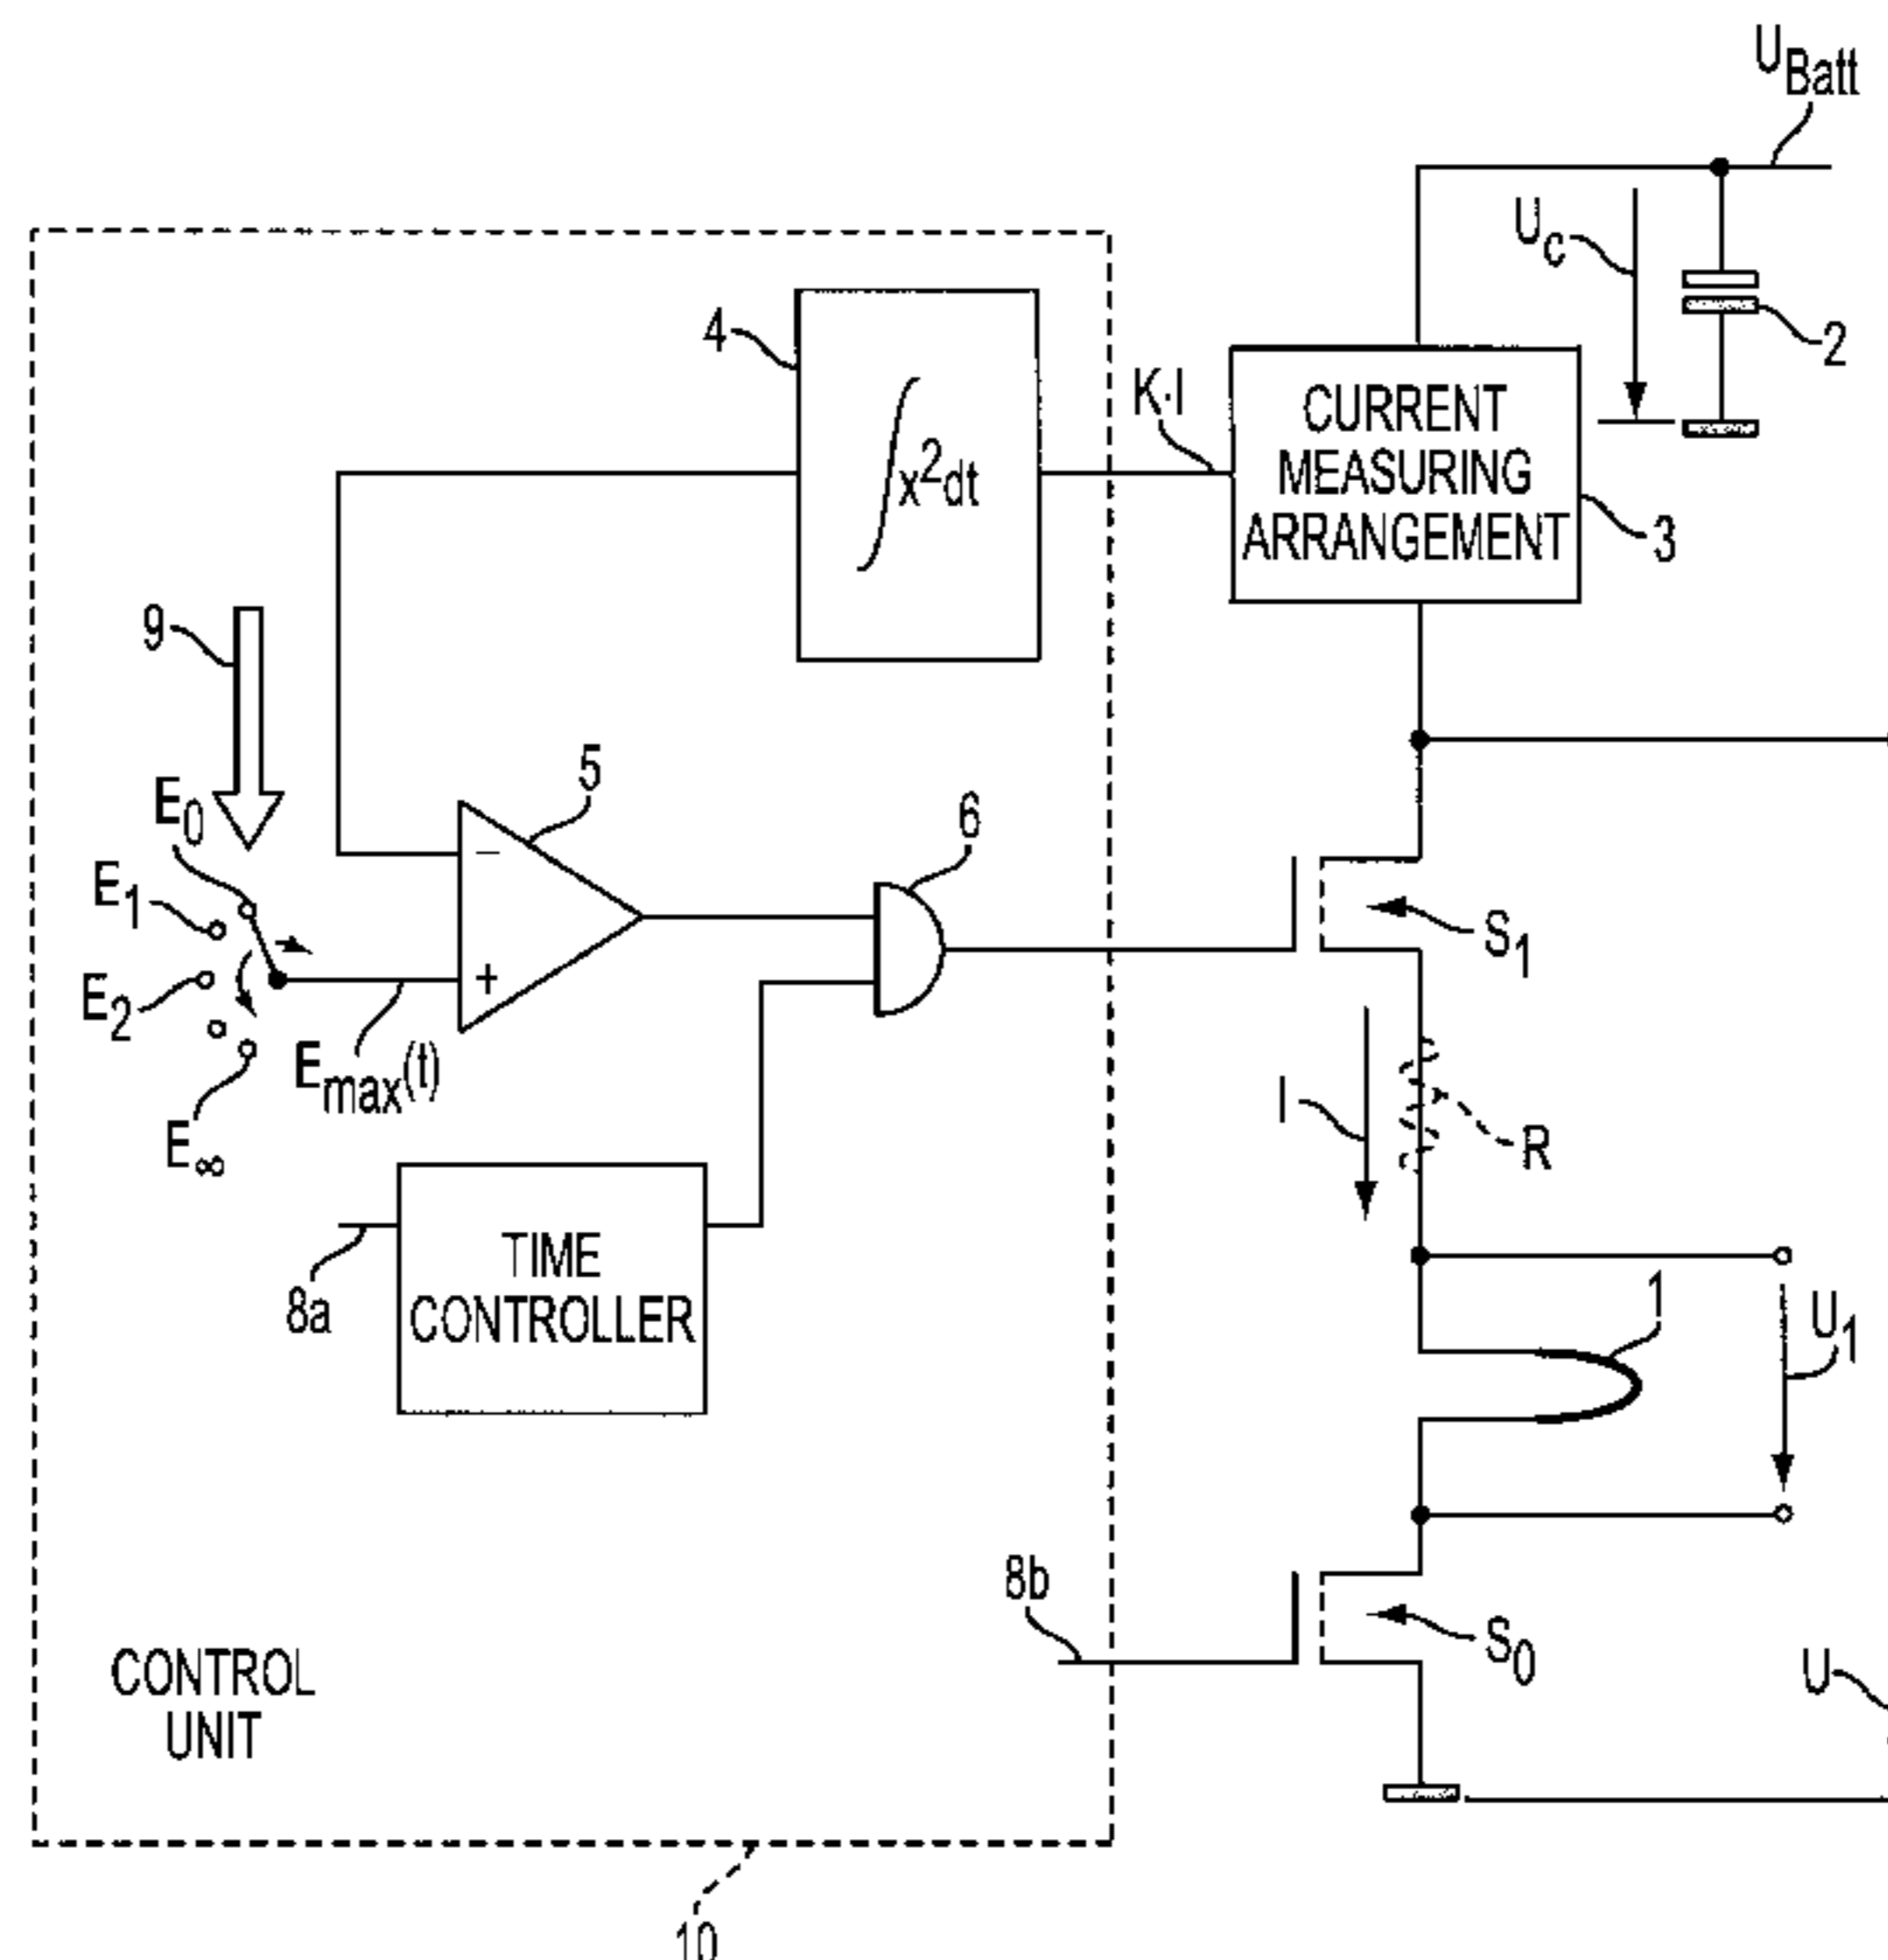 U_Batt
U_C
2
4
∫x²dt
K·I
CURRENT
MEASURING
ARRANGEMENT
3
9
E_0
5
6
E_1
S_1
E_2
E_max(t)
E_∞
I
R
8a
TIME
CONTROLLER
1
U_1
8b
S_0
CONTROL
UNIT
U
10